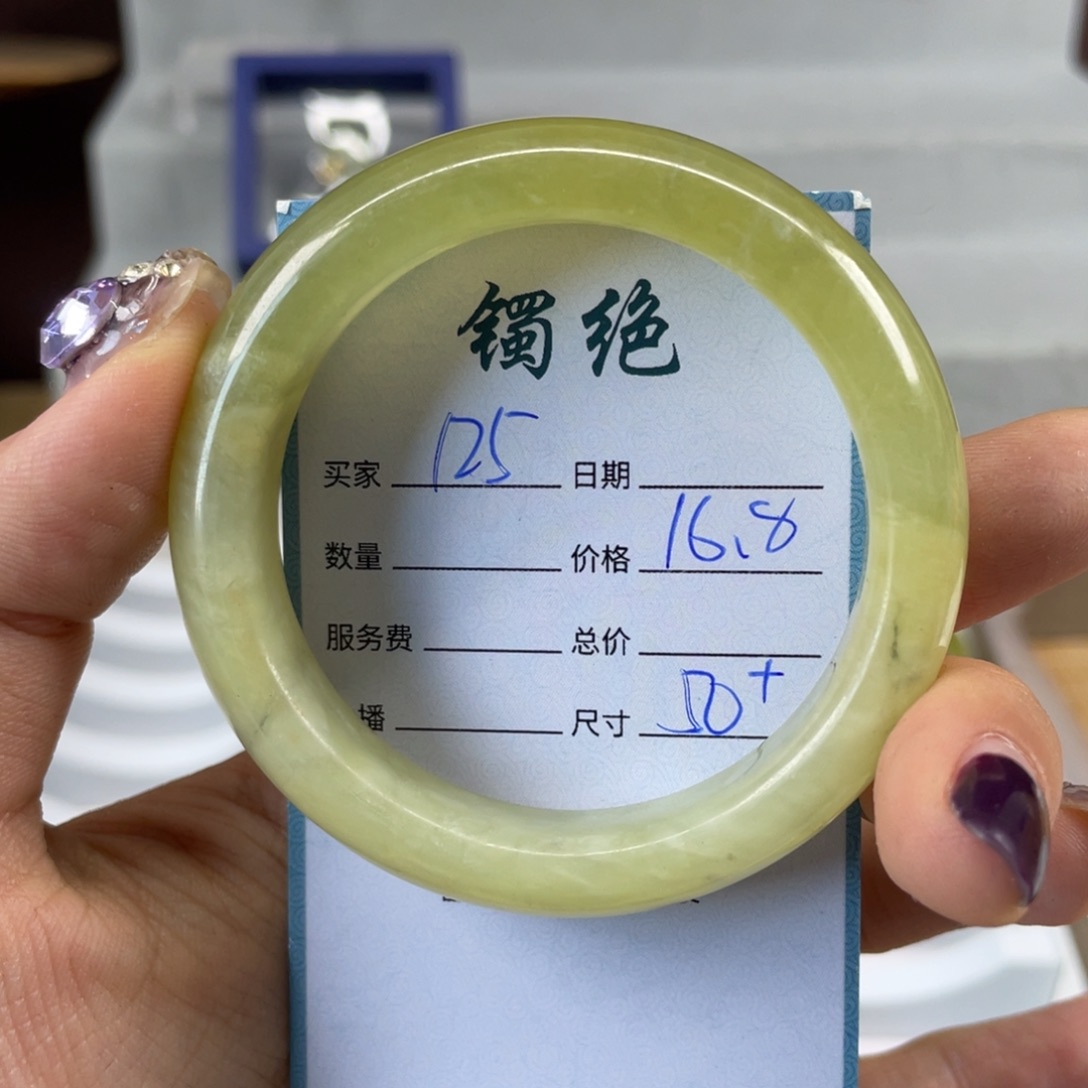 镯绝
买家 125 日期
数量 价格 16.8
服务费 总价
播 尺寸 50+